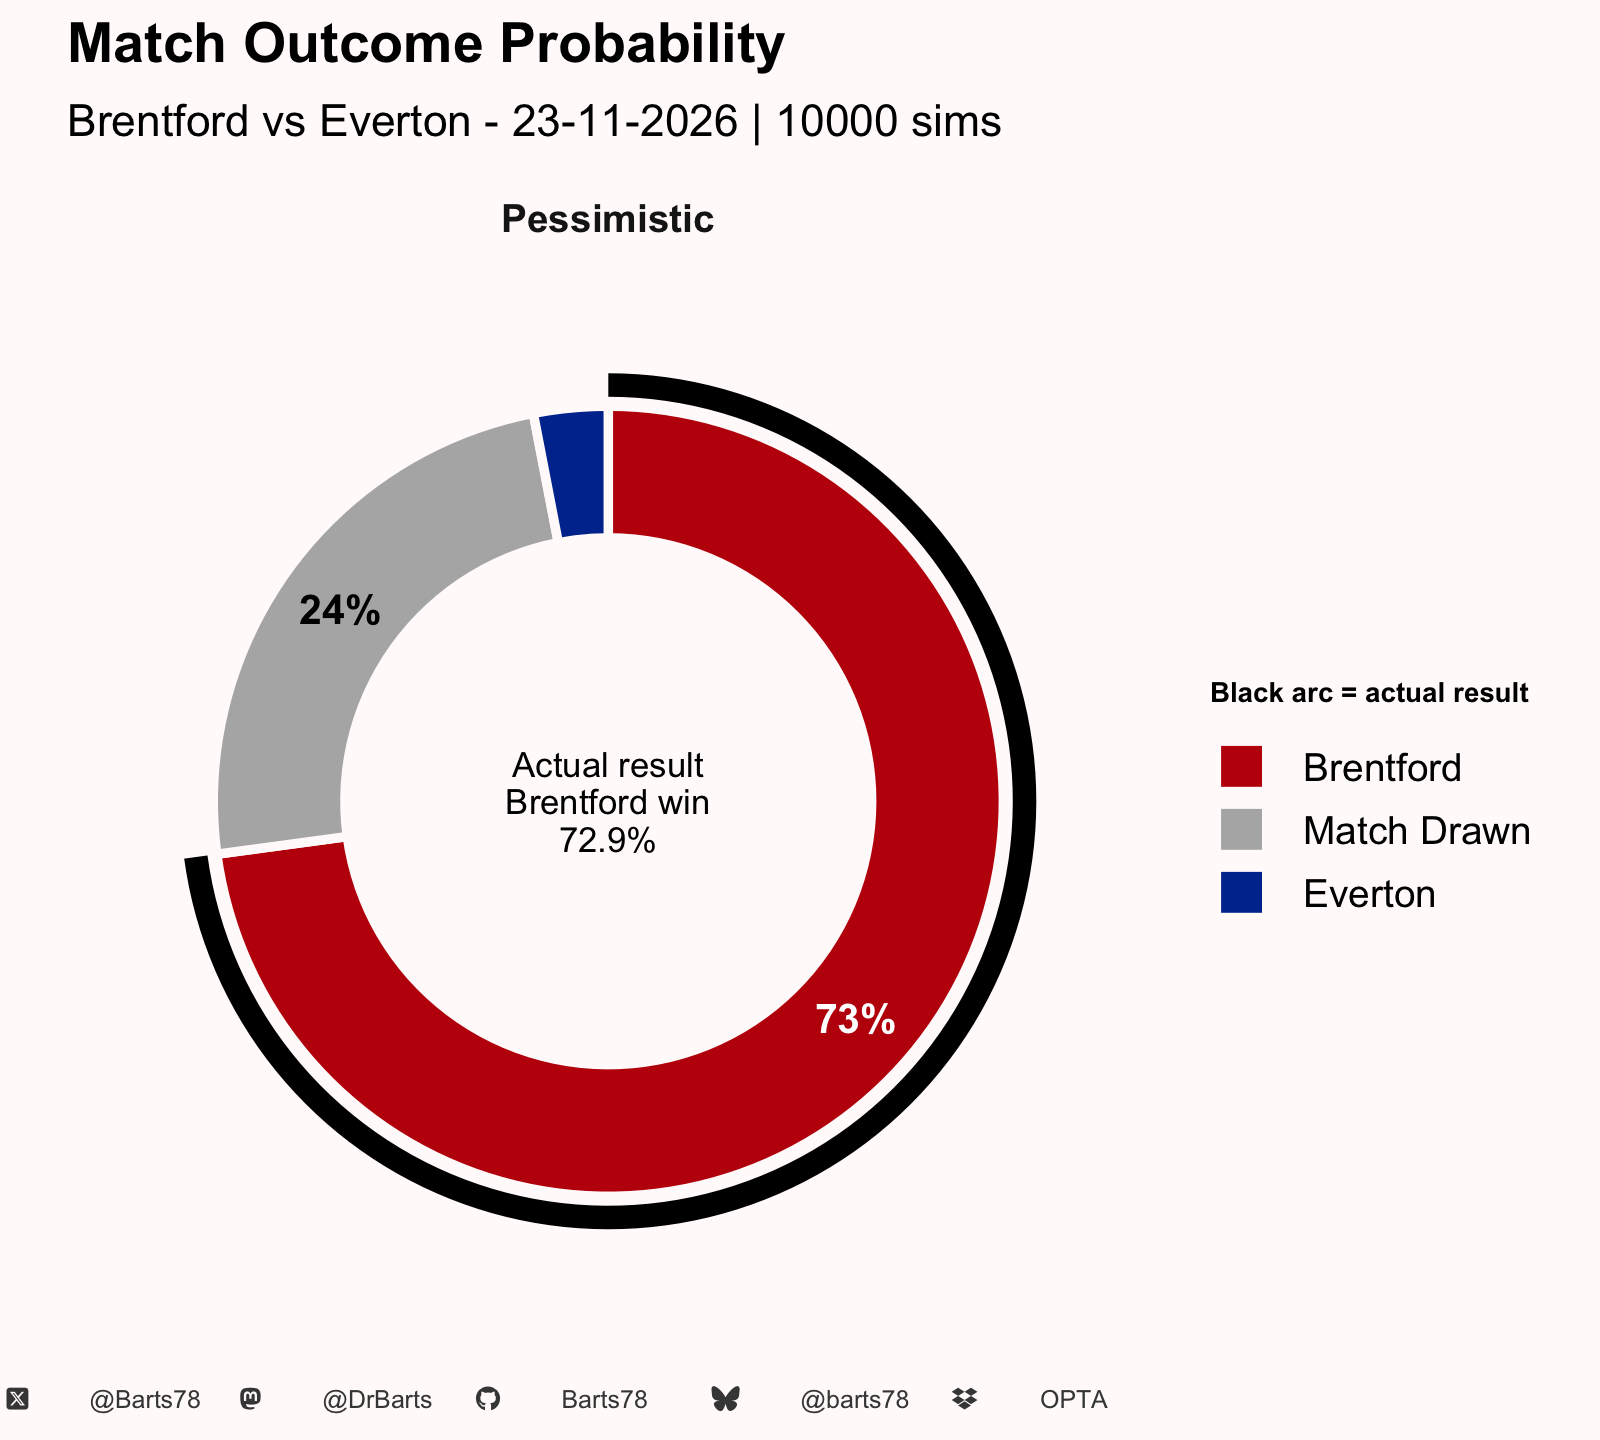 Match Outcome Probability
Brentford vs Everton - 23-11-2026 | 10000 sims
Pessimistic
24%
Actual result
Brentford win
72.9%
73%
Black arc = actual result
Brentford
Match Drawn
Everton
@Barts78 @DrBarts Barts78 @barts78 OPTA